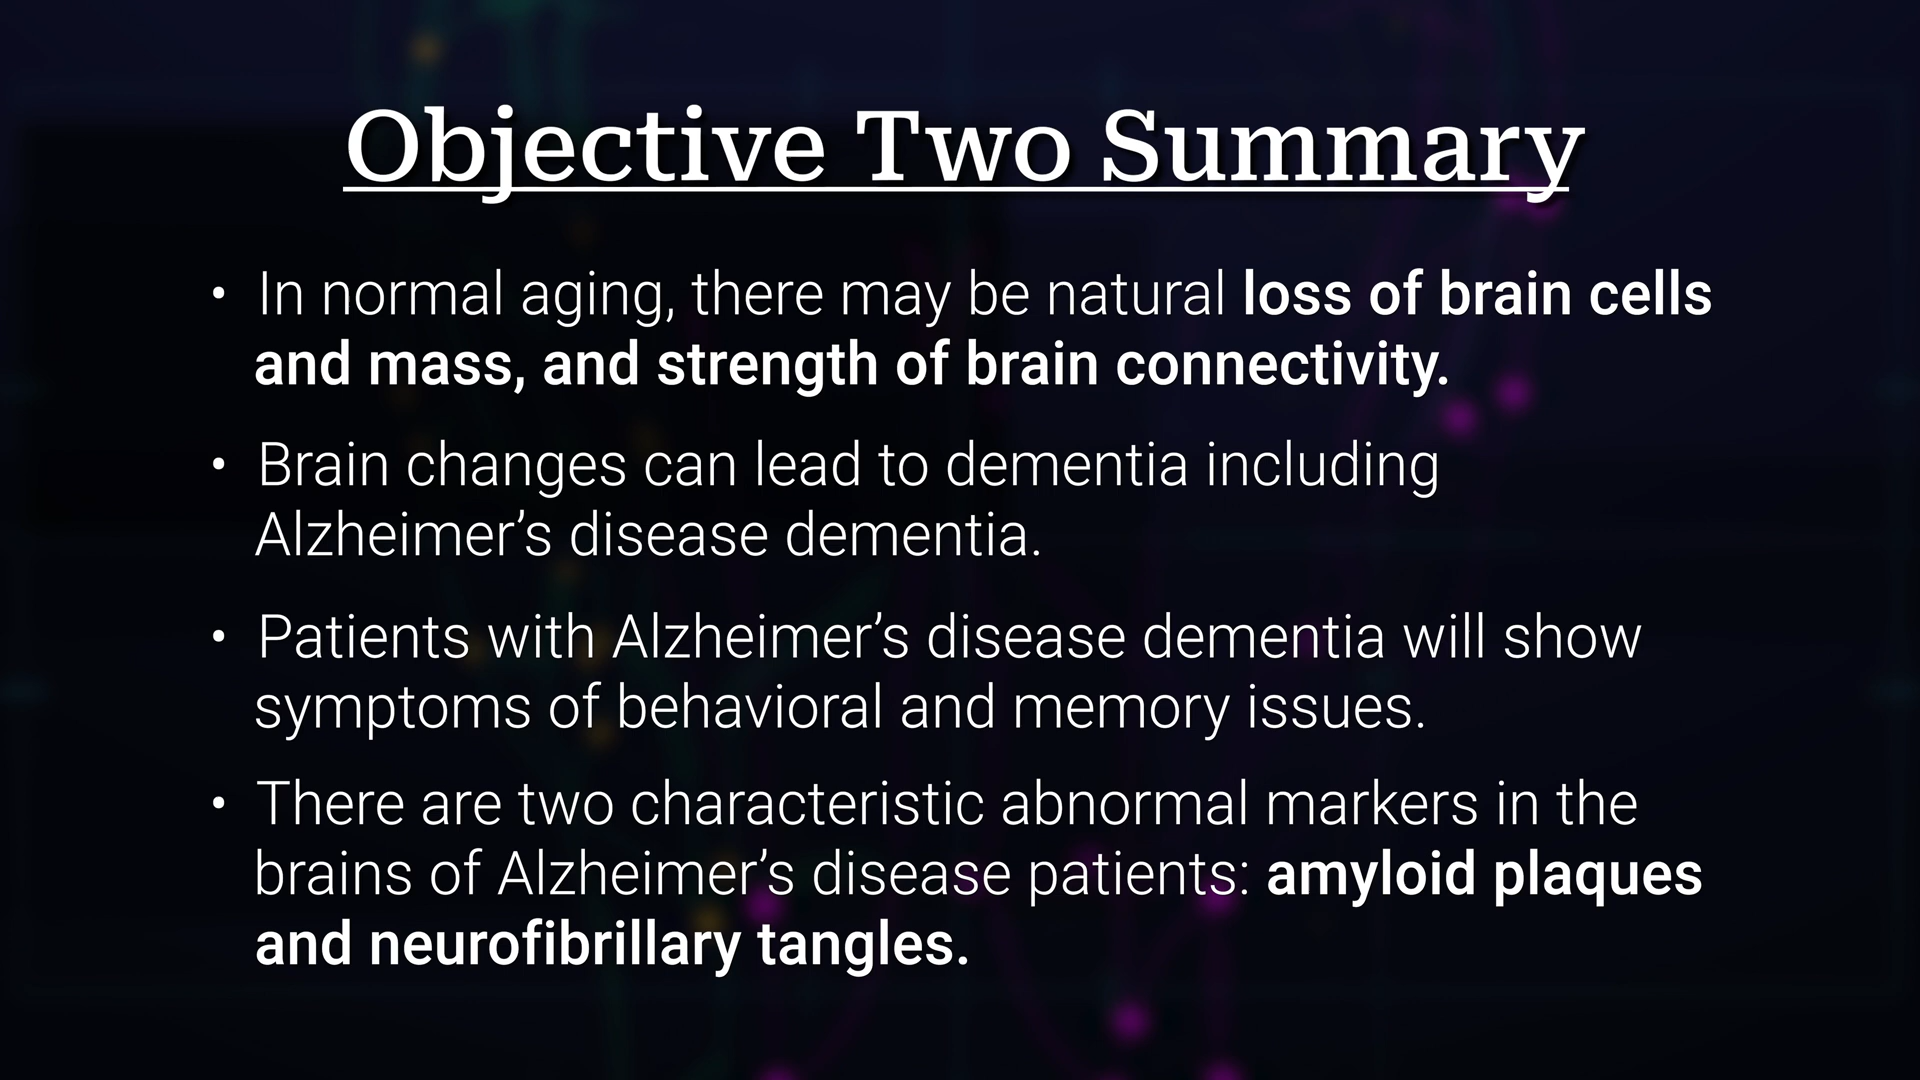 Objective Two Summary
• In normal aging, there may be natural loss of brain cells
and mass, and strength of brain connectivity.
• Brain changes can lead to dementia including
Alzheimer’s disease dementia.
• Patients with Alzheimer’s disease dementia will show
symptoms of behavioral and memory issues.
• There are two characteristic abnormal markers in the
brains of Alzheimer’s disease patients: amyloid plaques
and neurofibrillary tangles.